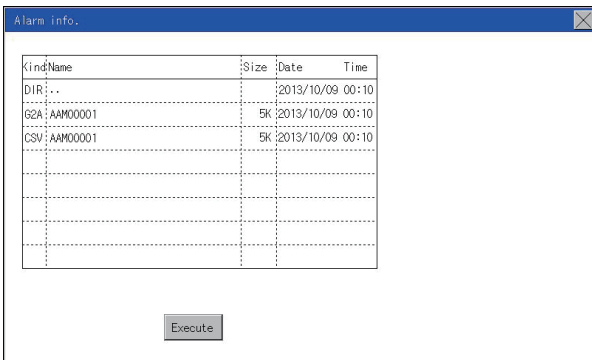 Alarm info.
Kind Name Size Date Time
DIR .. 2013/10/09 00:10
G2A AAM00001 5K 2013/10/09 00:10
CSV AAM00001 5K 2013/10/09 00:10
Execute